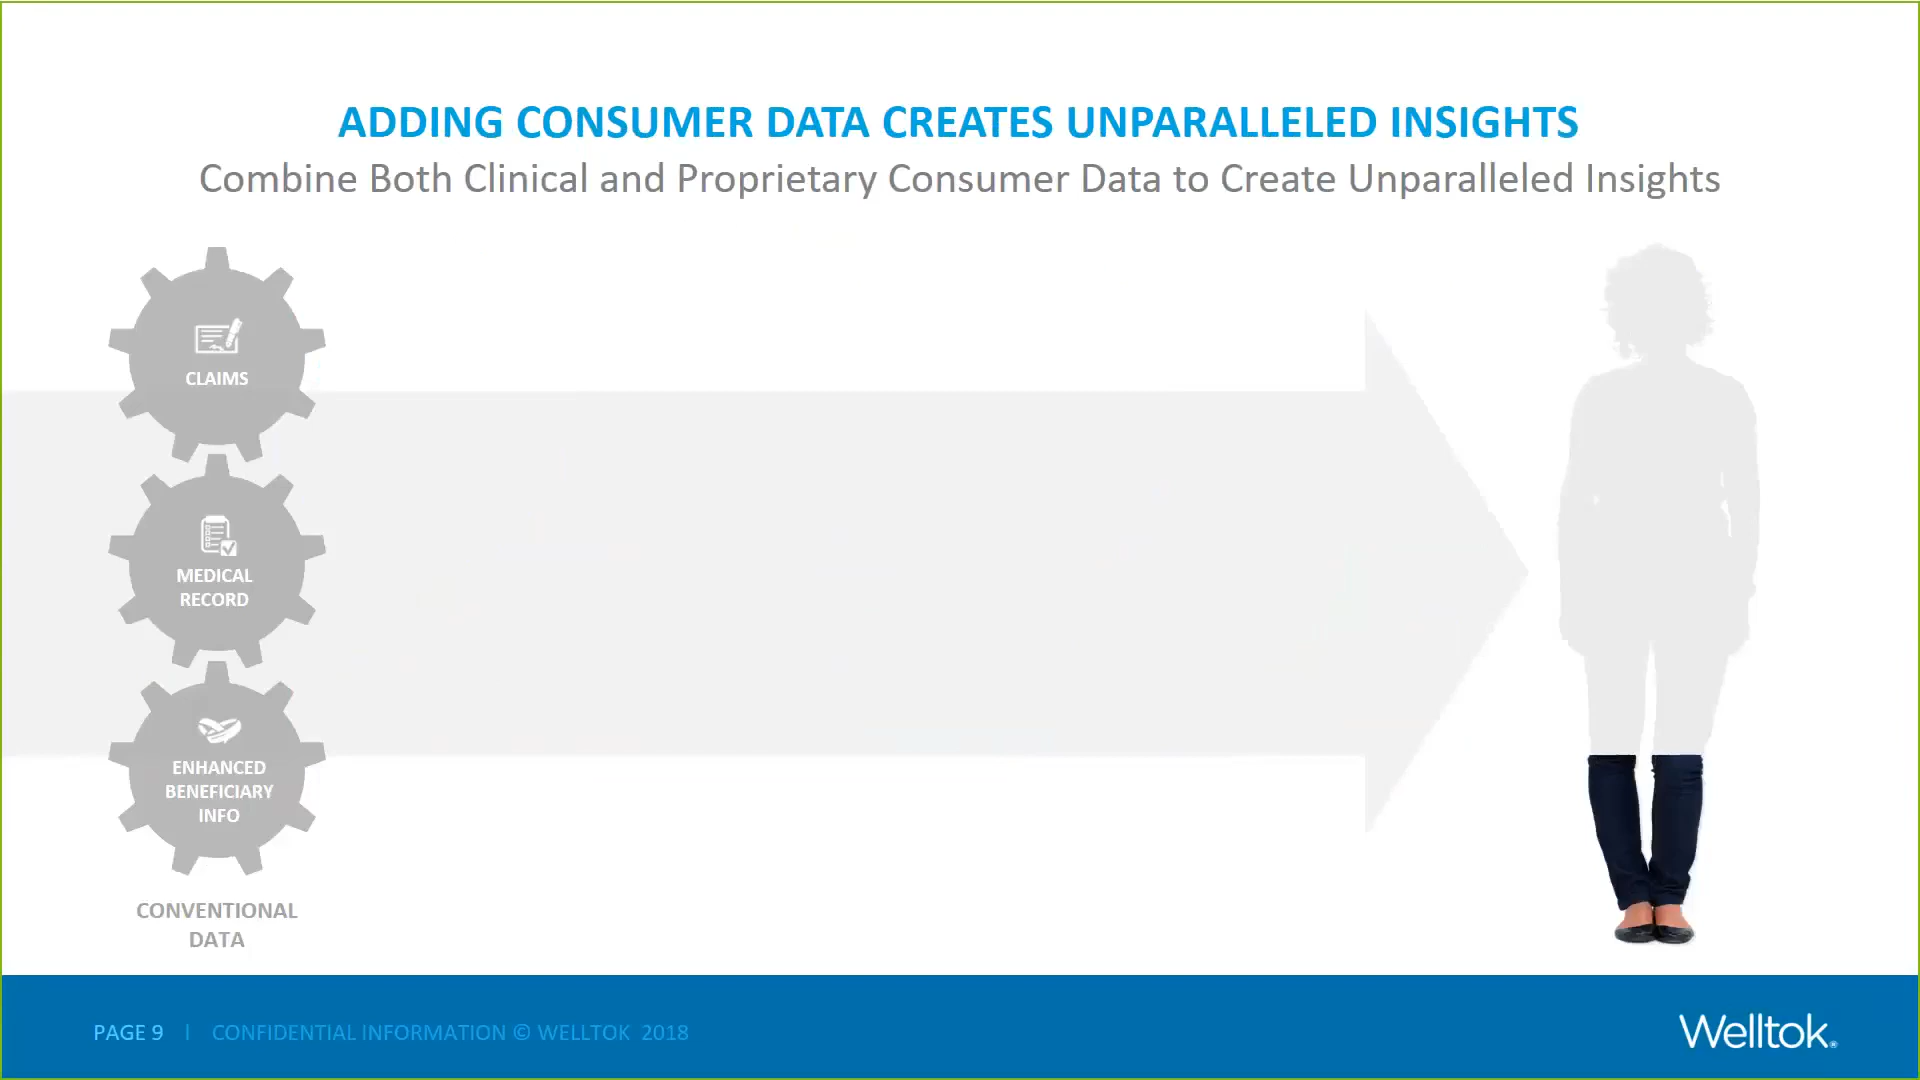 ADDING CONSUMER DATA CREATES UNPARALLELED INSIGHTS
Combine Both Clinical and Proprietary Consumer Data to Create Unparalleled Insights
CLAIMS
MEDICAL
RECORD
ENHANCED
BENEFICIARY
INFO
CONVENTIONAL
DATA
PAGE 9 | CONFIDENTIAL INFORMATION © WELLTOK 2018
Welltok®